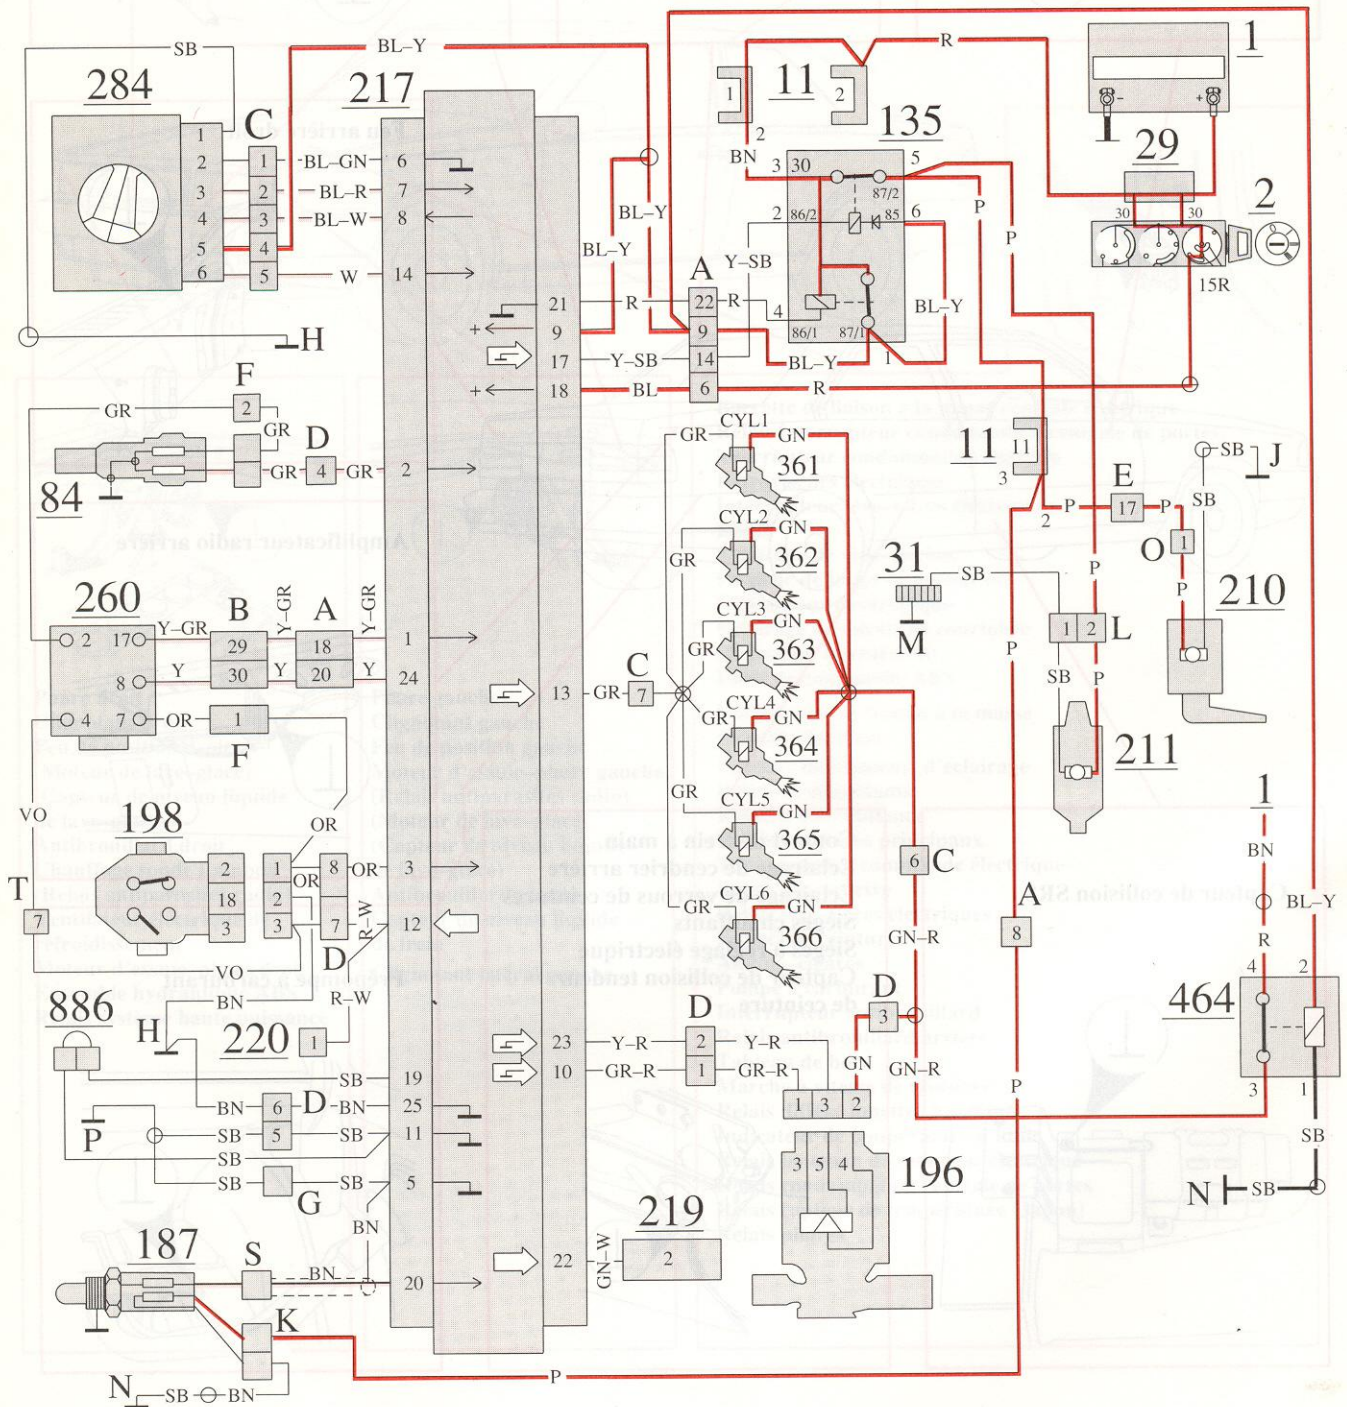 SB
BL–Y
R
1
284
217
11
135
29
2
C
1 2 3 4 5 6
1 2 3 4 5
BL–GN
BL–R
BL–W
W
6 7 8 14
1 2
2
BN
3 30
5
87/2
2 86/2
85 6
P
P
30 30
15R
BL–Y
BL–Y
Y–SB
BL–Y
A
21 R 22 R 4
+ 9 9
17 Y–SB 14
+ 18 BL 6 R
86/1 87/1
BL–Y
1
H
F
GR 2
GR
D
GR 4 GR 2
84
CYL1
GR GN
361
CYL2
GR GN
362
CYL3
GR GN
363
CYL4
GR GN
364
CYL5
GR GN
365
CYL6
GR GN
366
11
11
3
2
P
E
17
P
O
1
P
SB J
SB
210
31
SB
M
1 2 L
SB P
211
260
2 17
8
4 7
B
A
Y–GR 29 Y–GR 18 Y–GR 1
Y 30 Y 20 Y 24
OR 1
F
13 GR
C
7
VO
198
OR
2 18 3
1 2 3
OR
8 OR 3
7 R–W 12
D
T
7
VO
BN
R–W
P
6 C
GN–R
A
8
1
BN
R
BL–Y
4 2
464
3 1
SB
N SB
886
H
220
1
D
3
GN
GN–R
D
23 Y–R 2 Y–R
10 GR–R 1 GR–R
1 3 2
3 5 4
196
P
SB 19
BN 6 D BN 25
P
SB 5 SB 11
SB
SB G SB 5
BN
187
S
BN 20
K
N SB BN
P
219
22 GN–W 2